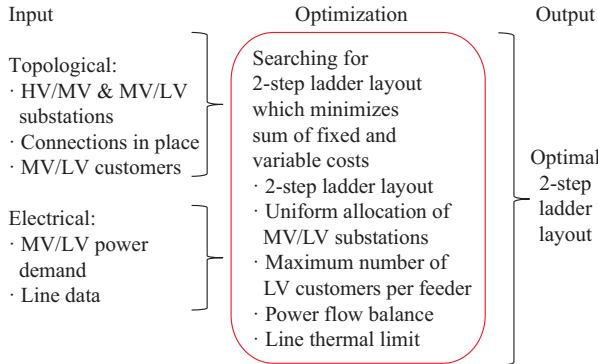 Input
Optimization
Output
Topological:
· HV/MV & MV/LV
substations
· Connections in place
· MV/LV customers
Electrical:
· MV/LV power
demand
· Line data
Searching for
2-step ladder layout
which minimizes
sum of fixed and
variable costs
· 2-step ladder layout
· Uniform allocation of
MV/LV substations
· Maximum number of
LV customers per feeder
· Power flow balance
· Line thermal limit
Optimal
2-step
ladder
layout